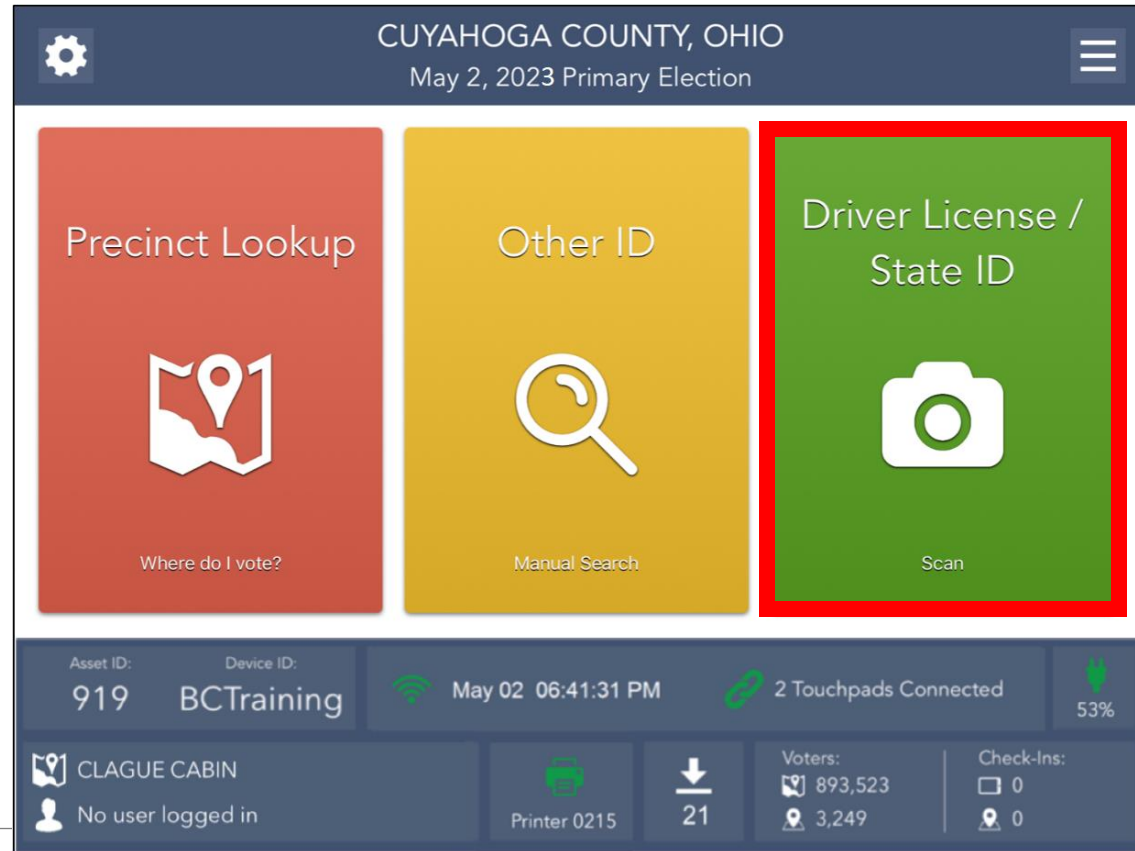 CUYAHOGA COUNTY, OHIO
May 2, 2023 Primary Election
Precinct Lookup
Where do I vote?
Other ID
Manual Search
Driver License /
State ID
Scan
Asset ID:
919
Device ID:
BCTraining
May 02 06:41:31 PM
2 Touchpads Connected
53%
CLAGUE CABIN
No user logged in
Printer 0215
21
Voters:
893,523
3,249
Check-Ins:
0
0